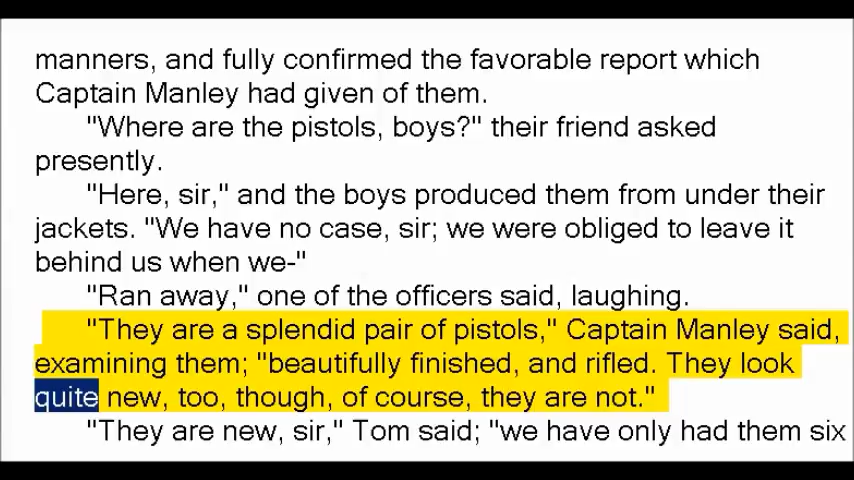 manners, and fully confirmed the favorable report which
Captain Manley had given of them.
"Where are the pistols, boys?" their friend asked
presently.
"Here, sir," and the boys produced them from under their
jackets. "We have no case, sir; we were obliged to leave it
behind us when we-"
"Ran away," one of the officers said, laughing.
"They are a splendid pair of pistols," Captain Manley said,
examining them; "beautifully finished, and rifled. They look
quite new, too, though, of course, they are not."
"They are new, sir," Tom said; "we have only had them six